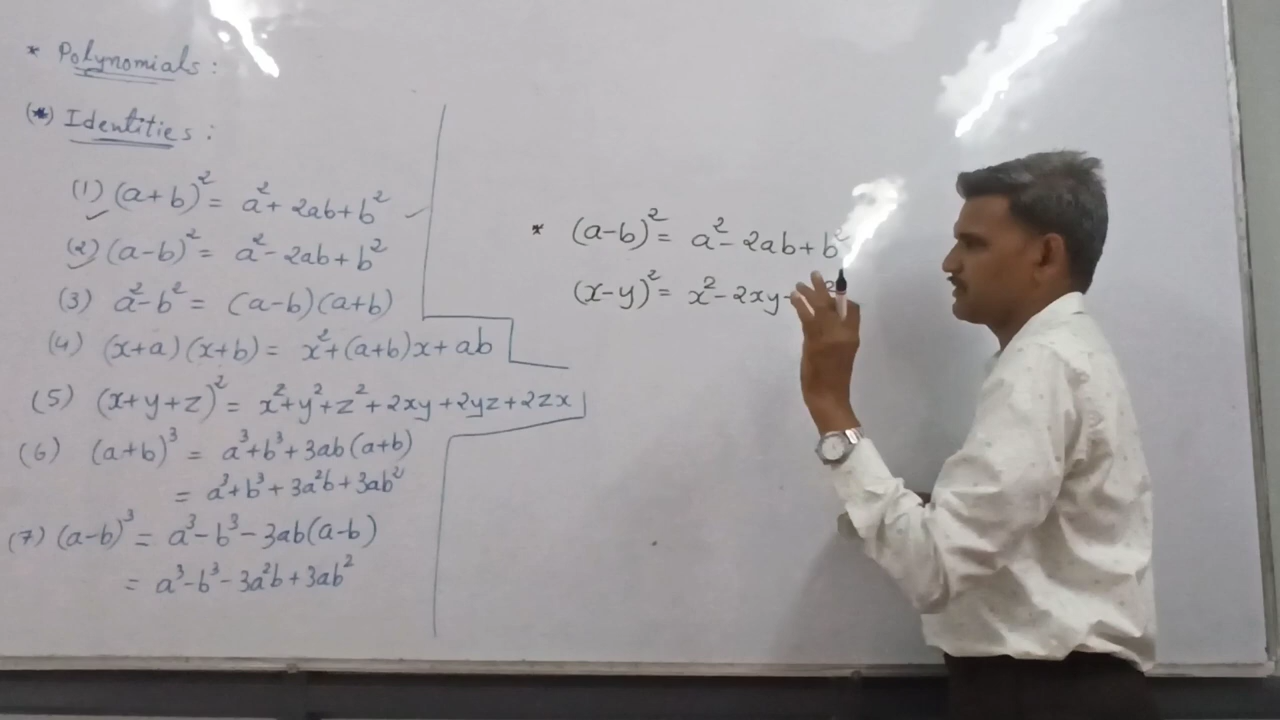 * Polynomials :
(*) Identities :
(1) (a+b)² = a²+ 2ab+b²
(2) (a-b)² = a²- 2ab+b²
(3) a²-b² = (a-b)(a+b)
(4) (x+a)(x+b) = x²+(a+b)x+ab
(5) (x+y+z)² = x²+y²+z²+2xy+2yz+2zx
(6) (a+b)³ = a³+b³+3ab(a+b)
= a³+b³+3a²b+3ab²
(7) (a-b)³ = a³-b³-3ab(a-b)
= a³-b³-3a²b+3ab²
* (a-b)² = a²-2ab+b²
(x-y)² = x²-2xy